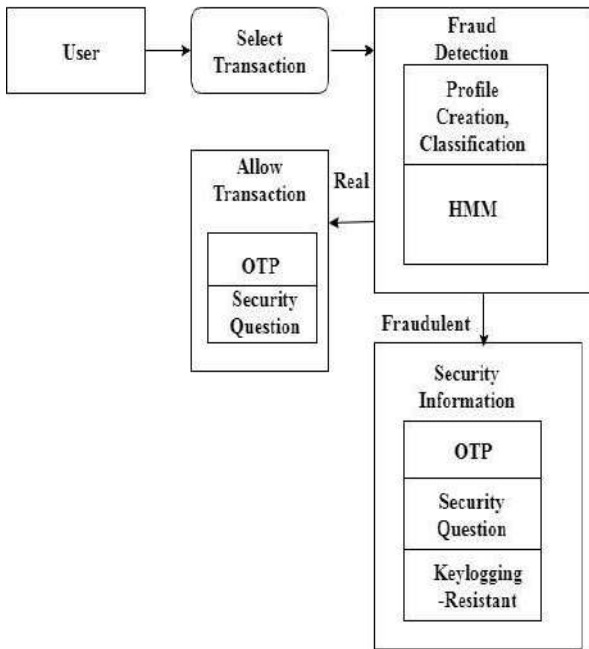 User
Select
Transaction
Fraud
Detection
Profile
Creation,
Classification
HMM
Real
Allow
Transaction
OTP
Security
Question
Fraudulent
Security
Information
OTP
Security
Question
Keylogging
-Resistant